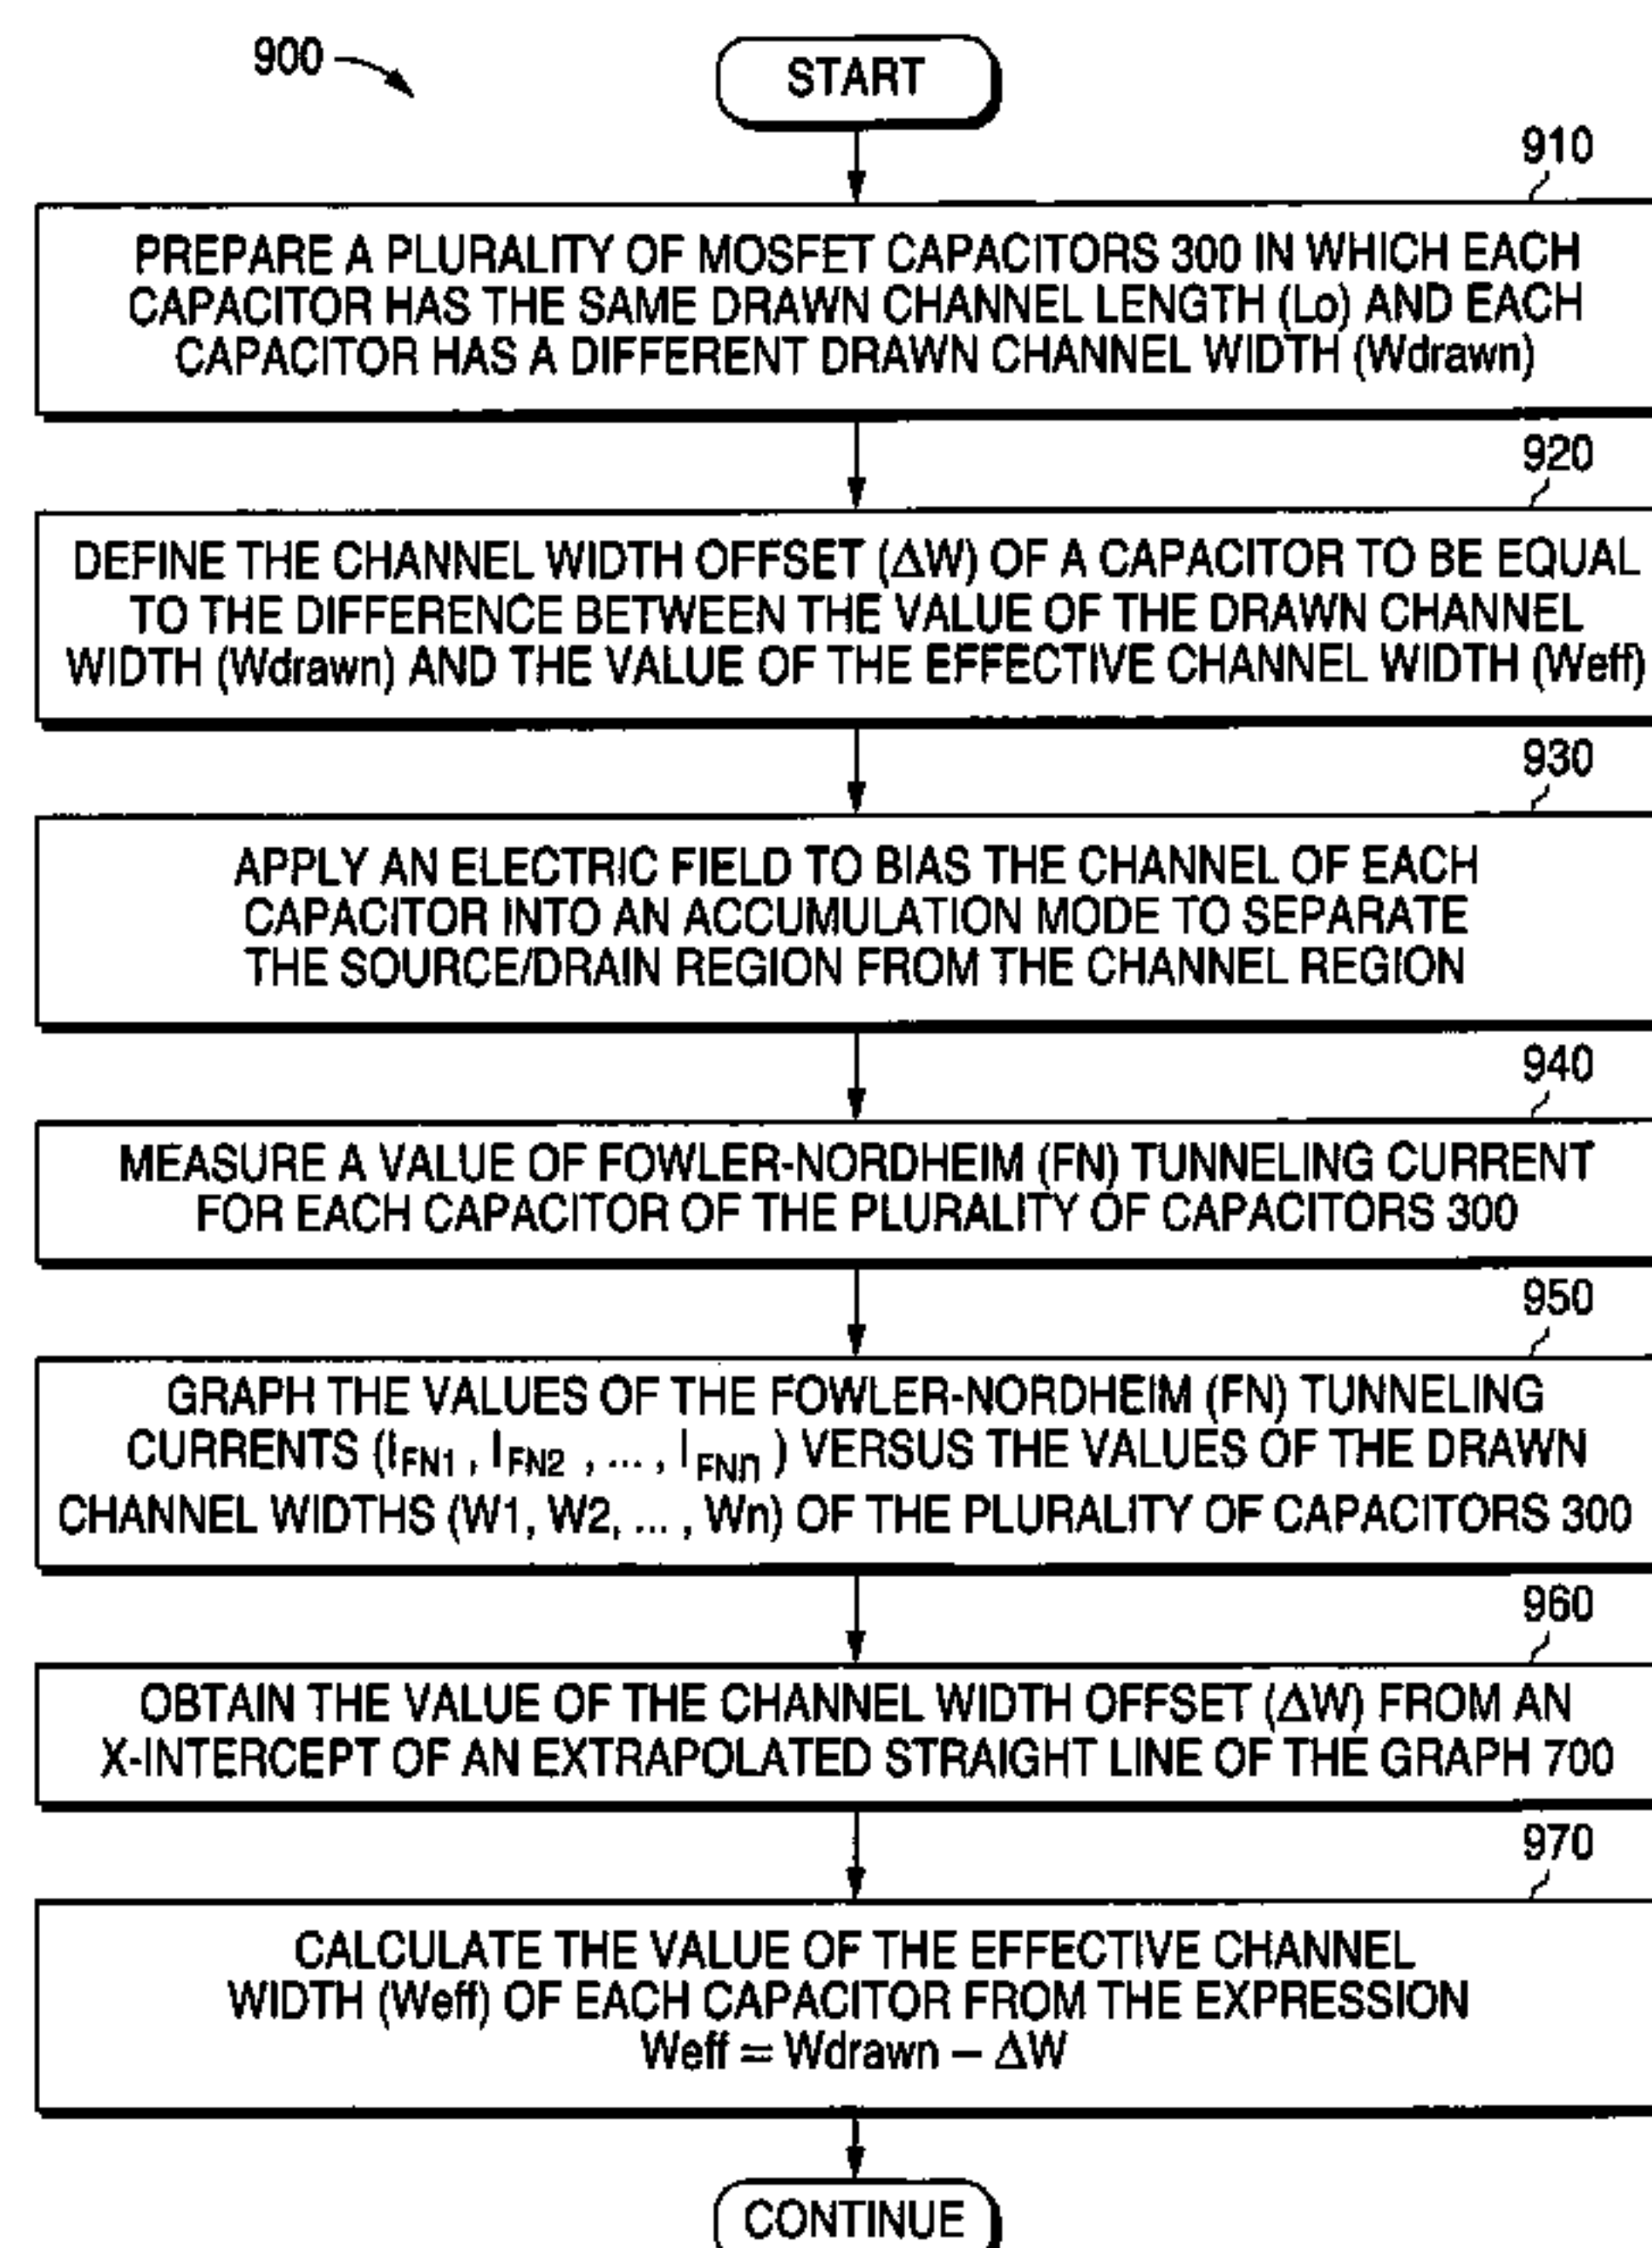 900
START
910
PREPARE A PLURALITY OF MOSFET CAPACITORS 300 IN WHICH EACH
CAPACITOR HAS THE SAME DRAWN CHANNEL LENGTH (Lo) AND EACH
CAPACITOR HAS A DIFFERENT DRAWN CHANNEL WIDTH (Wdrawn)
920
DEFINE THE CHANNEL WIDTH OFFSET (ΔW) OF A CAPACITOR TO BE EQUAL
TO THE DIFFERENCE BETWEEN THE VALUE OF THE DRAWN CHANNEL
WIDTH (Wdrawn) AND THE VALUE OF THE EFFECTIVE CHANNEL WIDTH (Weff)
930
APPLY AN ELECTRIC FIELD TO BIAS THE CHANNEL OF EACH
CAPACITOR INTO AN ACCUMULATION MODE TO SEPARATE
THE SOURCE/DRAIN REGION FROM THE CHANNEL REGION
940
MEASURE A VALUE OF FOWLER-NORDHEIM (FN) TUNNELING CURRENT
FOR EACH CAPACITOR OF THE PLURALITY OF CAPACITORS 300
950
GRAPH THE VALUES OF THE FOWLER-NORDHEIM (FN) TUNNELING
CURRENTS (IFN1, IFN2, ... , IFNn) VERSUS THE VALUES OF THE DRAWN
CHANNEL WIDTHS (W1, W2, ... , Wn) OF THE PLURALITY OF CAPACITORS 300
960
OBTAIN THE VALUE OF THE CHANNEL WIDTH OFFSET (ΔW) FROM AN
X-INTERCEPT OF AN EXTRAPOLATED STRAIGHT LINE OF THE GRAPH 700
970
CALCULATE THE VALUE OF THE EFFECTIVE CHANNEL
WIDTH (Weff) OF EACH CAPACITOR FROM THE EXPRESSION
Weff = Wdrawn – ΔW
CONTINUE